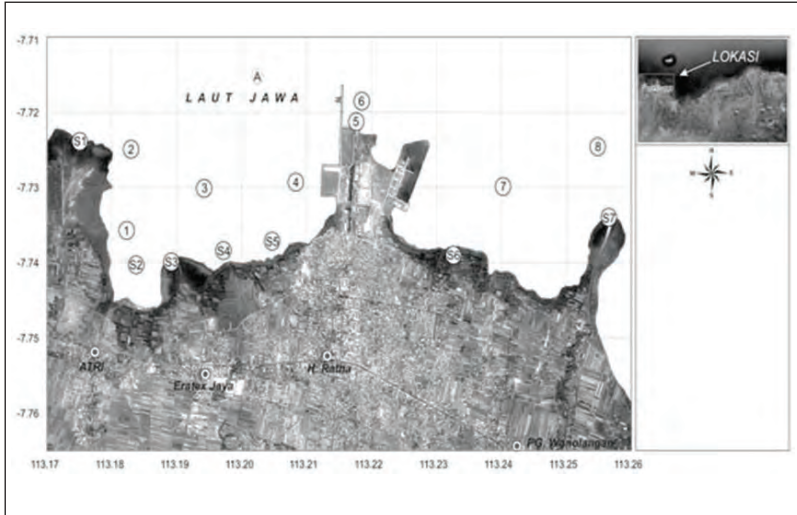 -7.71
-7.72
-7.73
-7.74
-7.75
-7.76
113.17
113.18
113.19
113.20
113.21
113.22
113.23
113.24
113.25
113.26
A
LAUT JAWA
6
5
S1
2
3
4
7
8
1
S2
S3
S4
S5
S6
S7
ATRI
Eratex Jaya
H. Ratna
PG. Wonolangan
LOKASI
N
W E
S